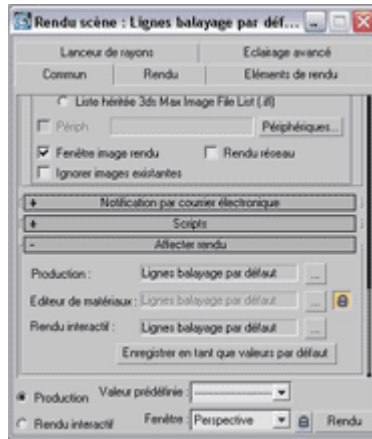 Rendu scène : Lignes balayage par déf...
Lanceur de rayons Eclairage avancé
Commun Rendu Eléments de rendu
Liste héritée 3ds Max Image File List (.ifl)
Périph. Périphériques...
Fenêtre image rendu Rendu réseau
Ignorer images existantes
+ Notification par courrier électronique
+ Scripts
- Affecter rendu
Production : Lignes balayage par défaut ...
Editeur de matériaux : Lignes balayage par défaut ...
Rendu interactif : Lignes balayage par défaut ...
Enregistrer en tant que valeurs par défaut
Production Valeur prédéfinie : --------------------
Rendu interactif Fenêtre : Perspective Rendu